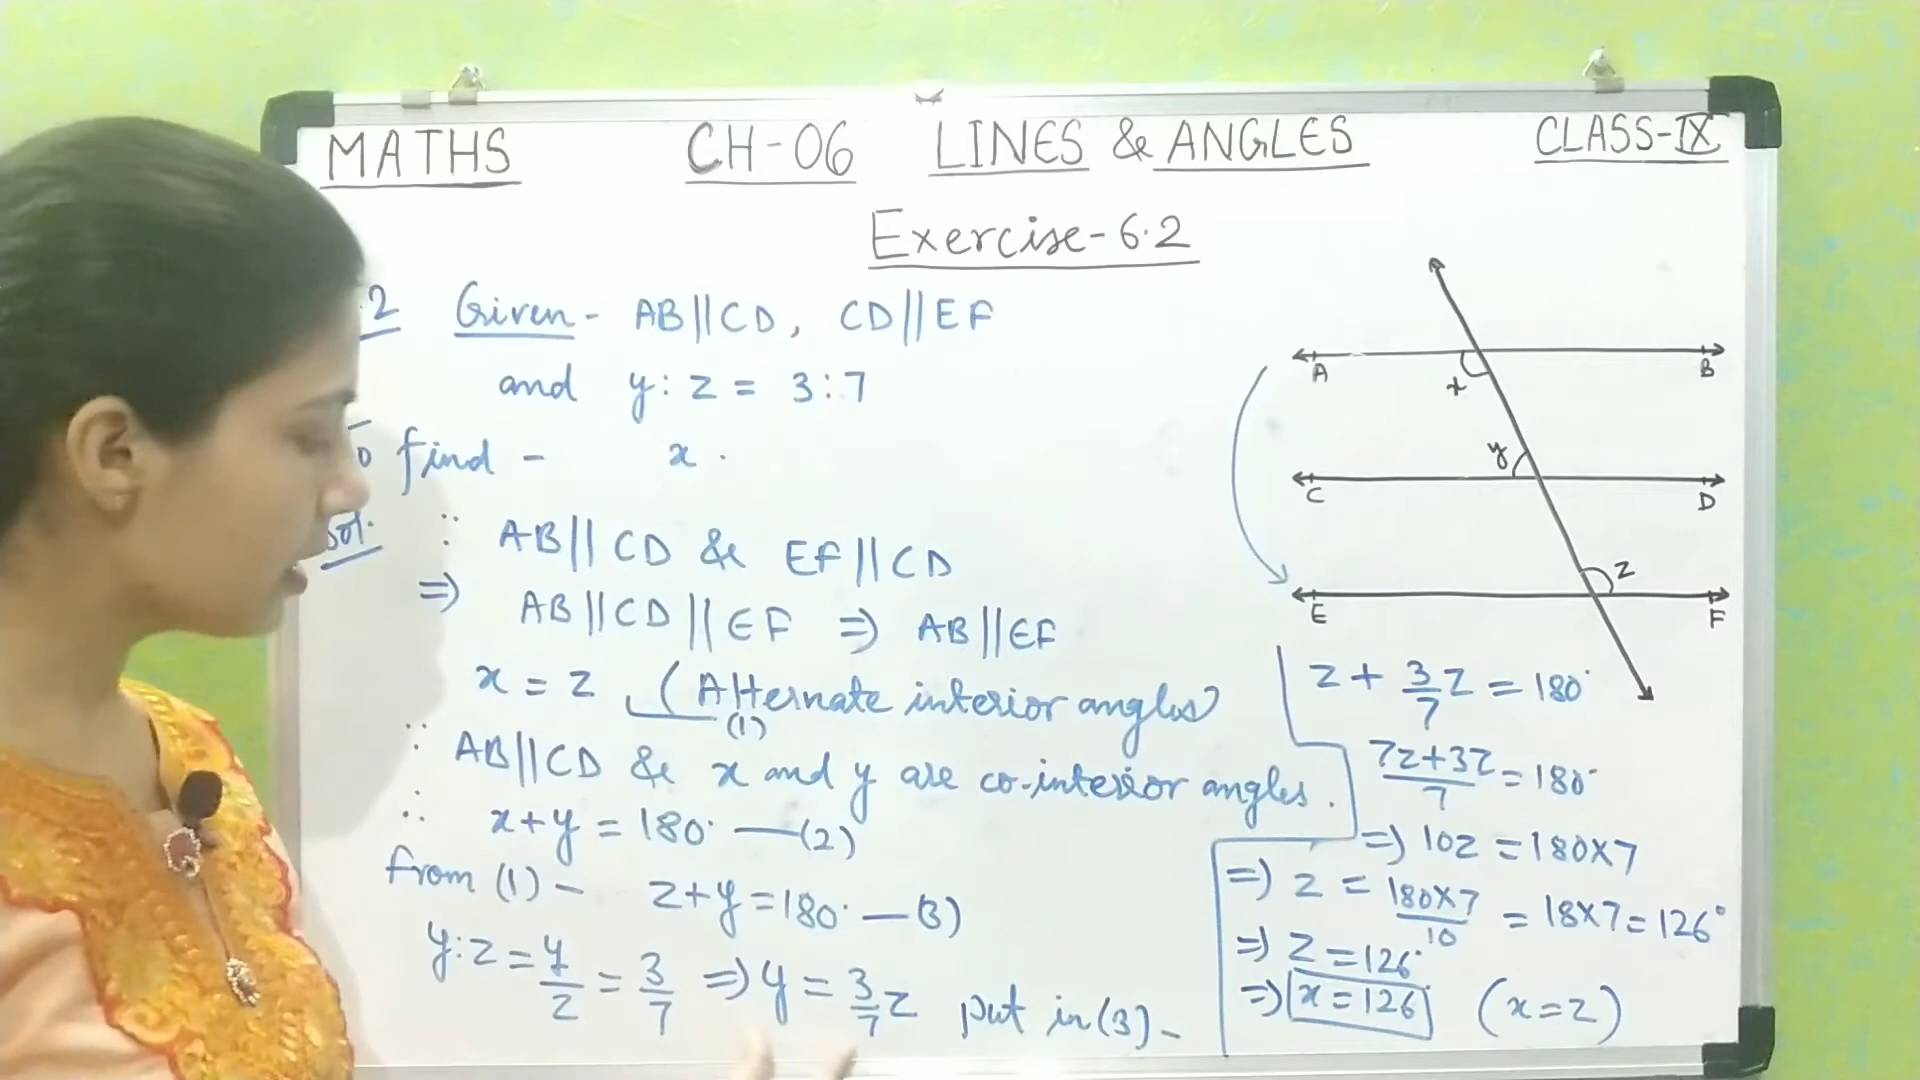 MATHS CH-06 LINES & ANGLES CLASS-IX
Exercise-6.2
.2 Given- AB||CD, CD||EF
and y:z = 3:7
To find - x.
Sol. ∵ AB||CD & EF||CD
⇒ AB||CD||EF ⇒ AB||EF
x = z (Alternate interior angles)
(1)
∵ AB||CD & x and y are co-interior angles.
∴ x+y = 180° —(2)
from (1) - z+y=180° —(3)
y:z = y/z = 3/7 ⇒ y = 3/7 z put in (3) -
A B
x
y
C D
z
E F
z + 3/7 z = 180°
7z+3z/7 = 180°
⇒ 10z = 180×7
⇒ z = 180×7/10 = 18×7=126°
⇒ z = 126°
⇒ x = 126 (x=z)